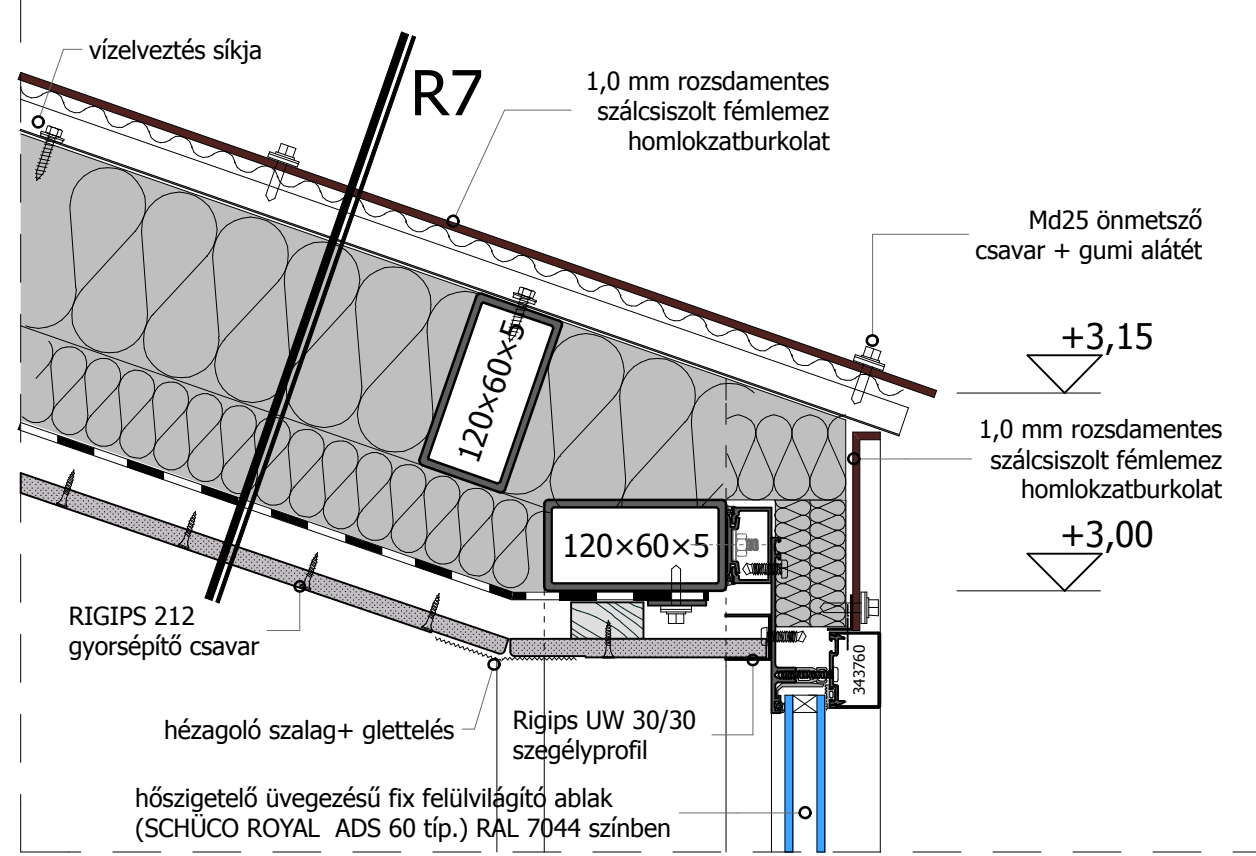 vízelveztés síkja
R7
1,0 mm rozsdamentes
szálcsiszolt fémlemez
homlokzatburkolat
Md25 önmetsző
csavar + gumi alátét
+3,15
120×60×5
1,0 mm rozsdamentes
szálcsiszolt fémlemez
homlokzatburkolat
+3,00
120×60×5
RIGIPS 212
gyorsépítő csavar
343760
hézagoló szalag+ glettelés
Rigips UW 30/30
szegélyprofil
hőszigetelő üvegezésű fix felülvilágító ablak
(SCHÜCO ROYAL ADS 60 típ.) RAL 7044 színben